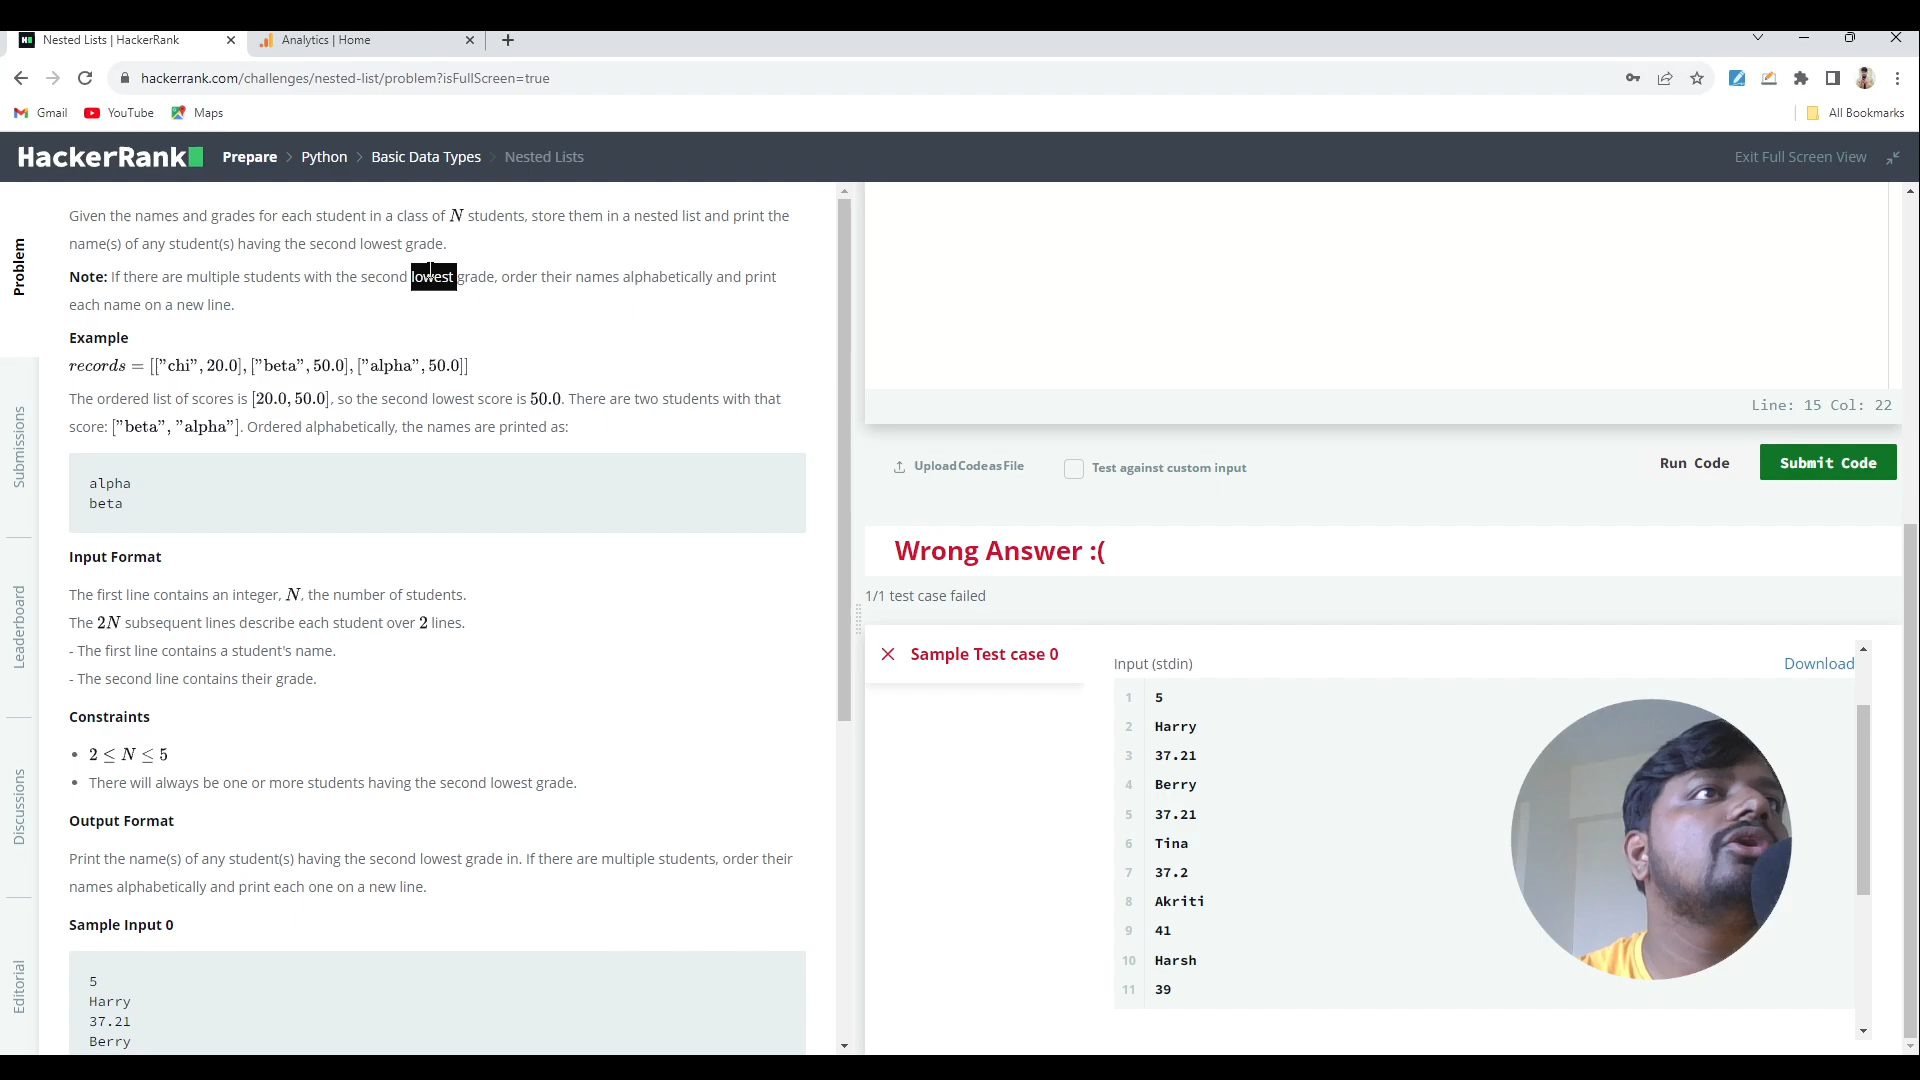 Nested Lists | HackerRank
Analytics | Home
hackerrank.com/challenges/nested-list/problem?isFullScreen=true
Gmail
YouTube
Maps
All Bookmarks
HackerRank
Prepare > Python > Basic Data Types > Nested Lists
Exit Full Screen View
Problem
Submissions
Leaderboard
Discussions
Editorial
Given the names and grades for each student in a class of N students, store them in a nested list and print the
name(s) of any student(s) having the second lowest grade.
Note: If there are multiple students with the second lowest grade, order their names alphabetically and print
each name on a new line.
Example
records = [["chi", 20.0], ["beta", 50.0], ["alpha", 50.0]]
The ordered list of scores is [20.0, 50.0], so the second lowest score is 50.0. There are two students with that
score: ["beta", "alpha"]. Ordered alphabetically, the names are printed as:
alpha
beta
Input Format
The first line contains an integer, N, the number of students.
The 2N subsequent lines describe each student over 2 lines.
- The first line contains a student's name.
- The second line contains their grade.
Constraints
• 2 ≤ N ≤ 5
• There will always be one or more students having the second lowest grade.
Output Format
Print the name(s) of any student(s) having the second lowest grade in. If there are multiple students, order their
names alphabetically and print each one on a new line.
Sample Input 0
5
Harry
37.21
Berry
Line: 15 Col: 22
Upload Code as File
Test against custom input
Run Code
Submit Code
Wrong Answer :(
1/1 test case failed
Sample Test case 0
Input (stdin)
Download
1 5
2 Harry
3 37.21
4 Berry
5 37.21
6 Tina
7 37.2
8 Akriti
9 41
10 Harsh
11 39